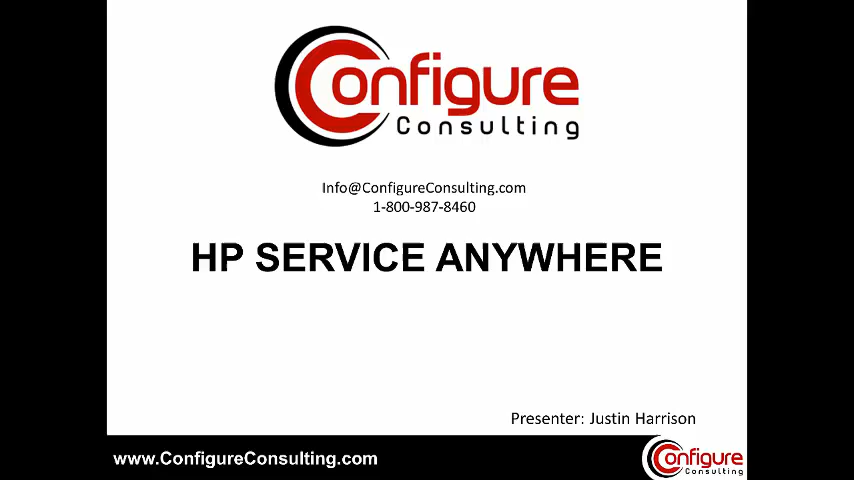 Configure
Consulting
Info@ConfigureConsulting.com
1-800-987-8460
HP SERVICE ANYWHERE
Presenter: Justin Harrison
www.ConfigureConsulting.com
Configure
Consulting